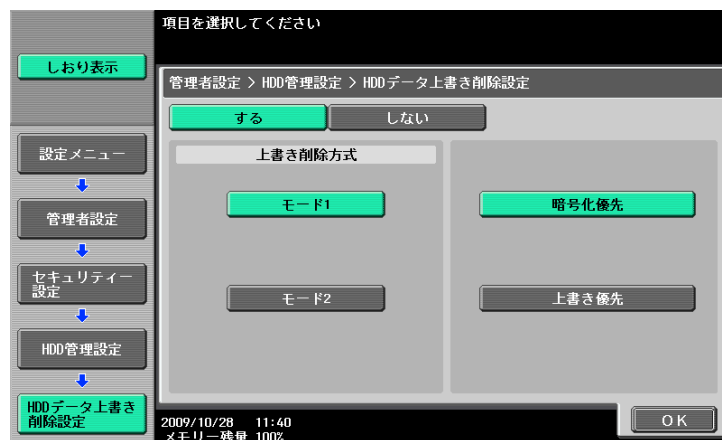 項目を選択してください
しおり表示
管理者設定 > HDD管理設定 > HDDデータ上書き削除設定
する
しない
設定メニュー
上書き削除方式
モード1
暗号化優先
管理者設定
セキュリティー
設定
モード2
上書き優先
HDD管理設定
HDDデータ上書き
削除設定
2009/10/28 11:40
メモリー残量 100%
OK